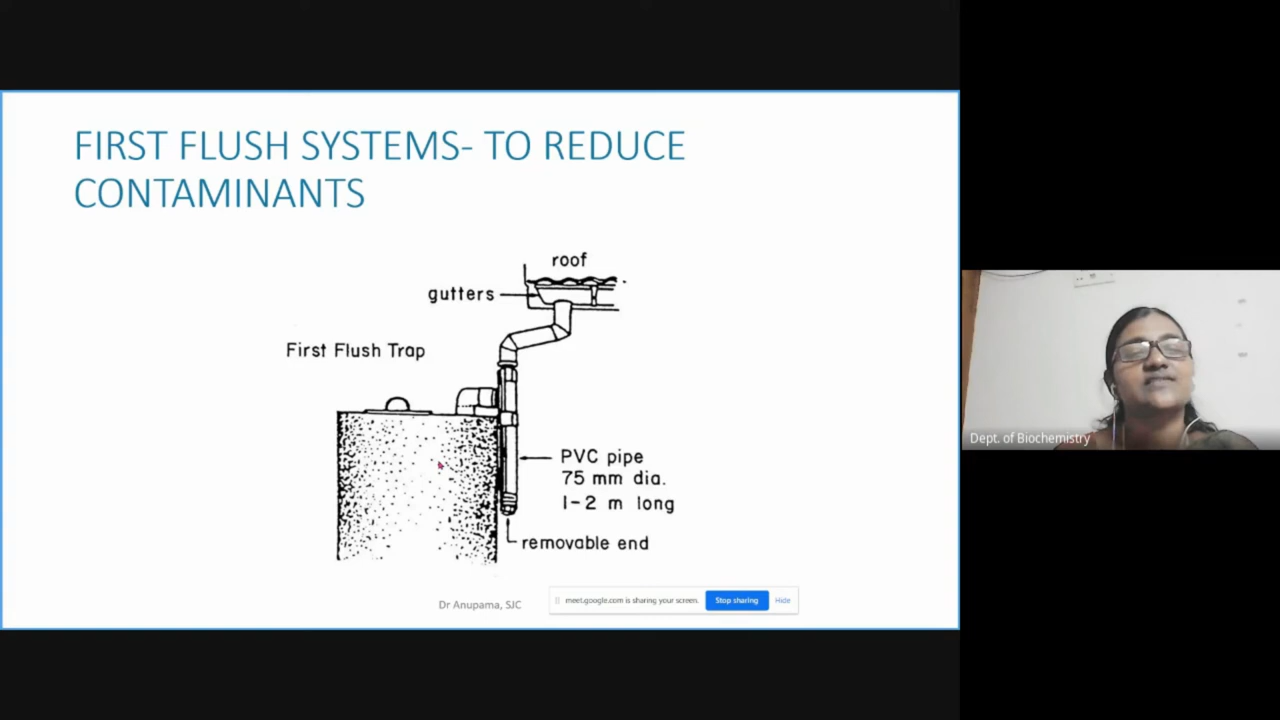 FIRST FLUSH SYSTEMS- TO REDUCE
CONTAMINANTS
roof
gutters
First Flush Trap
PVC pipe
75 mm dia.
1-2 m long
removable end
Dr Anupama, SJC
meet.google.com is sharing your screen.
Stop sharing
Hide
Dept. of Biochemistry